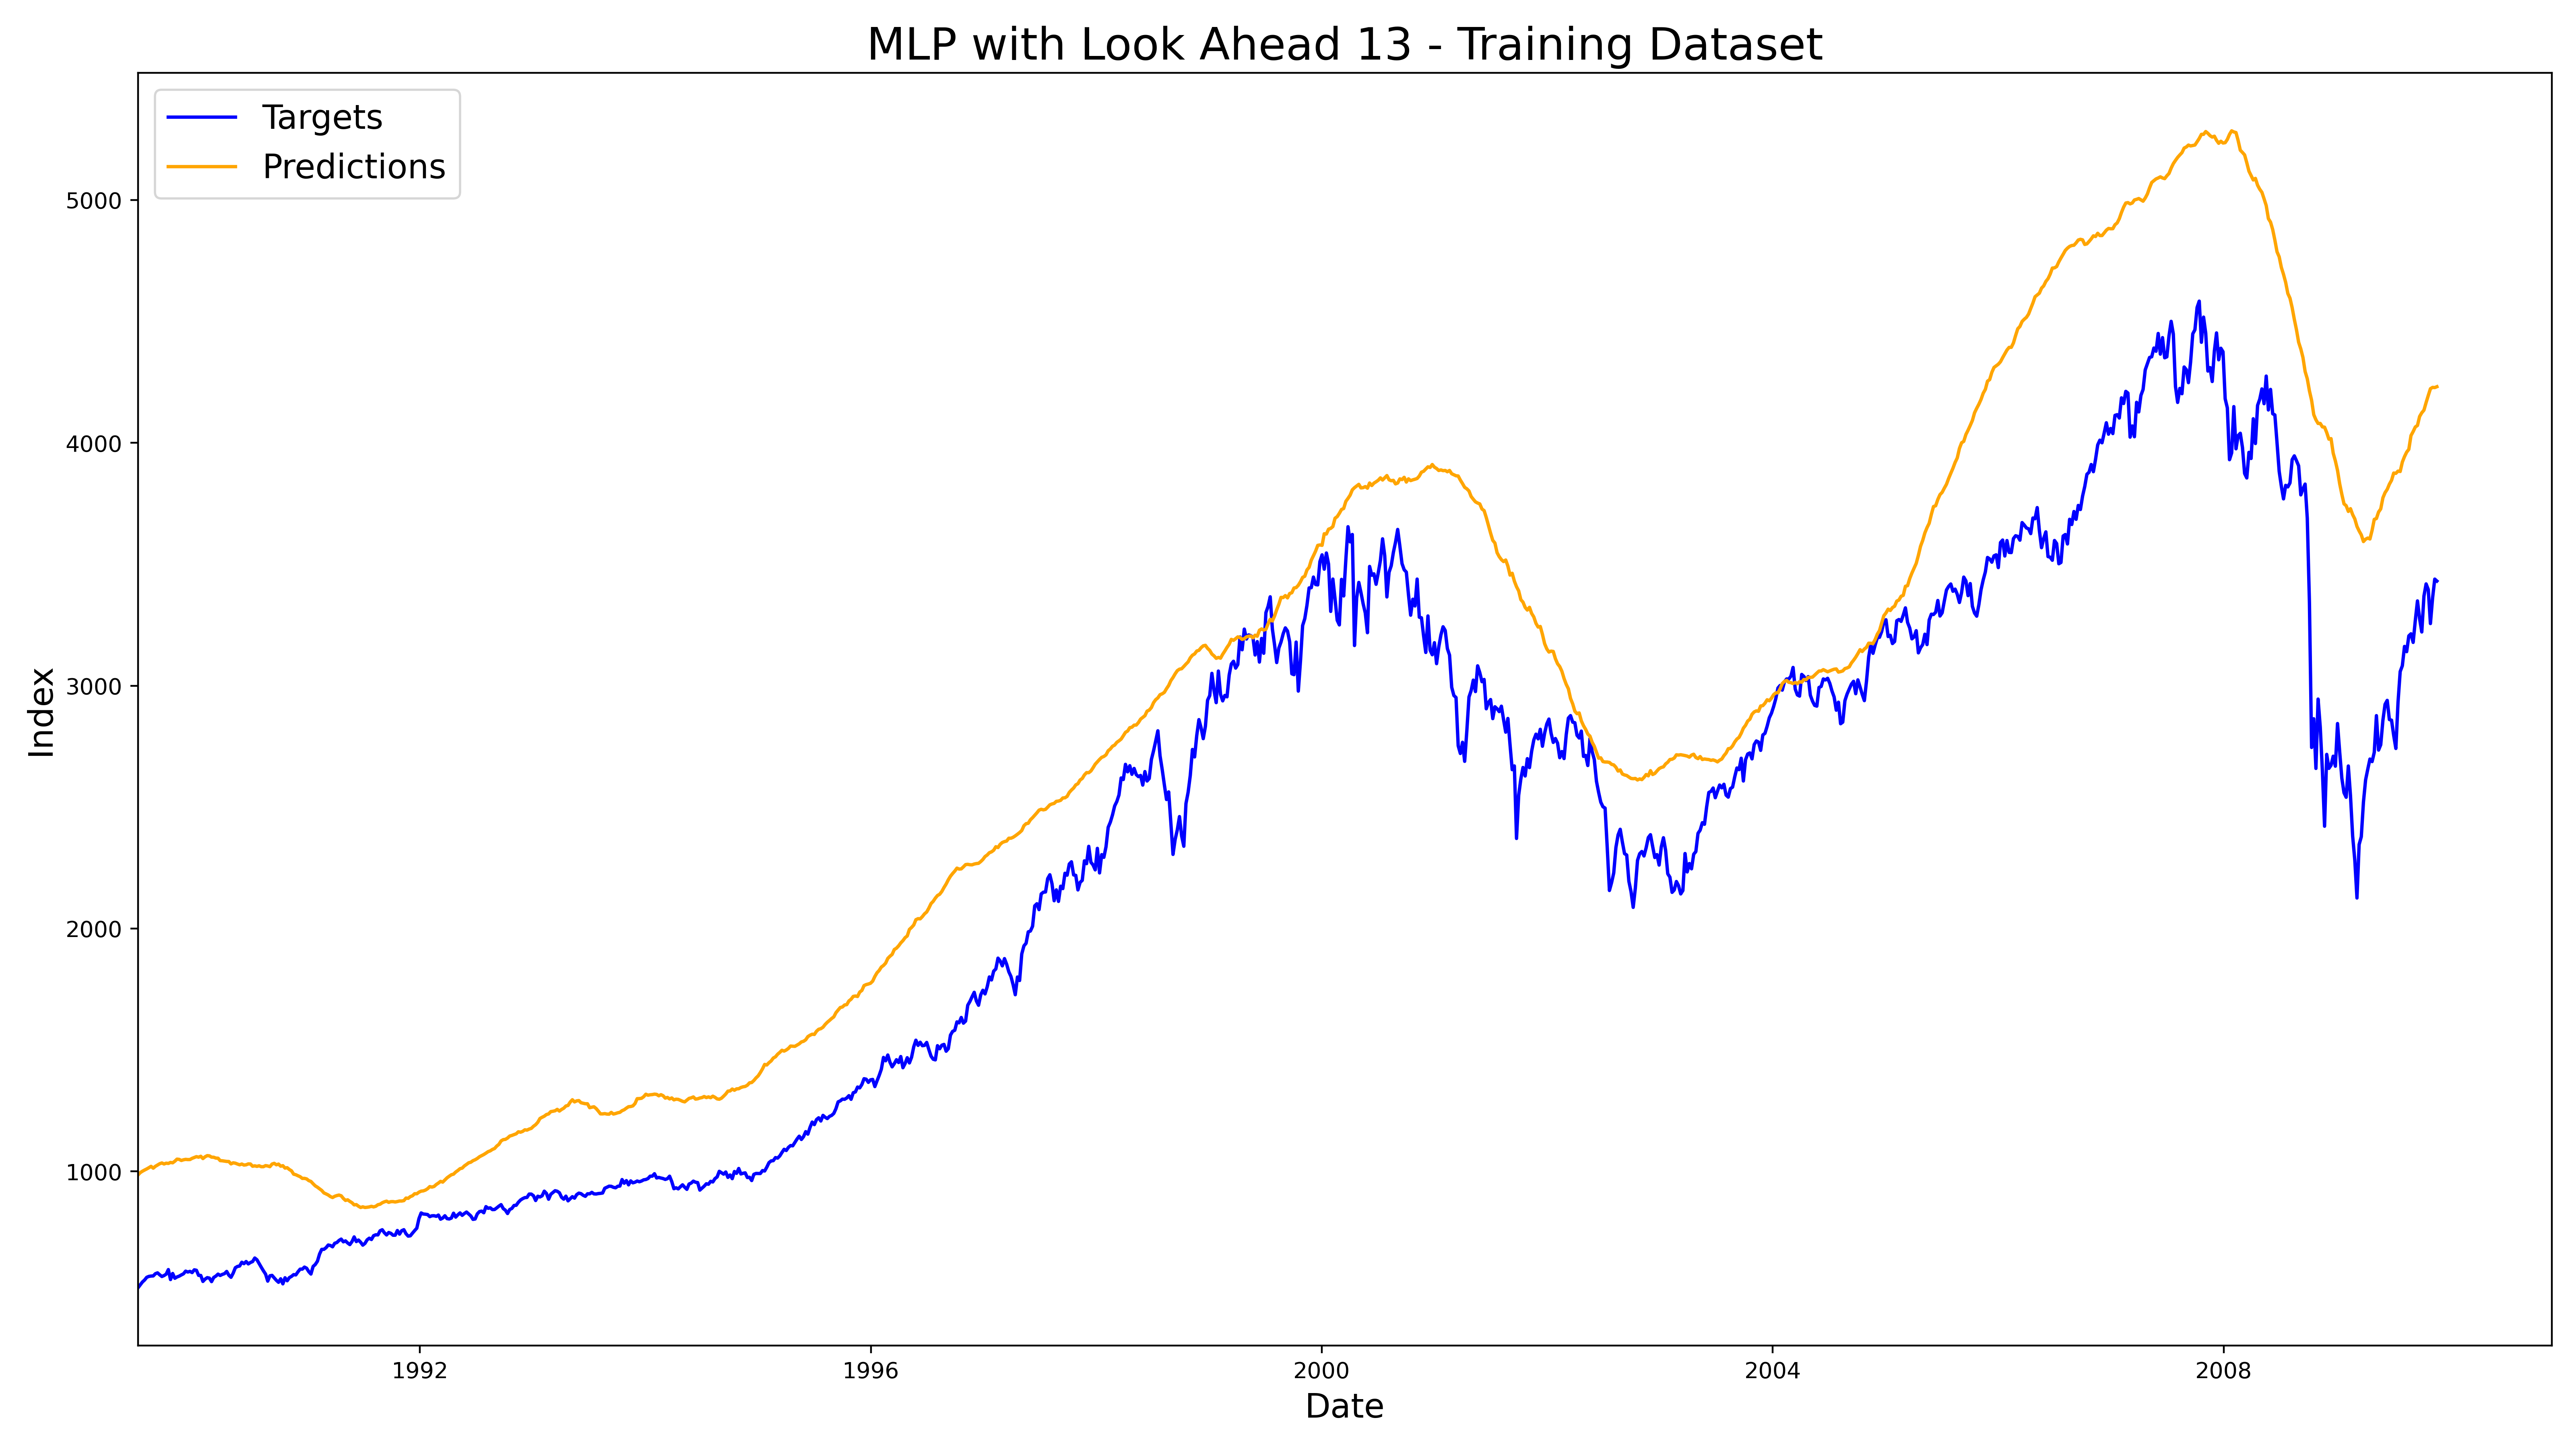 MLP with Look Ahead 13 - Training Dataset
Targets
Predictions
5000
4000
3000
2000
1000
Index
1992 1996 2000 2004 2008
Date